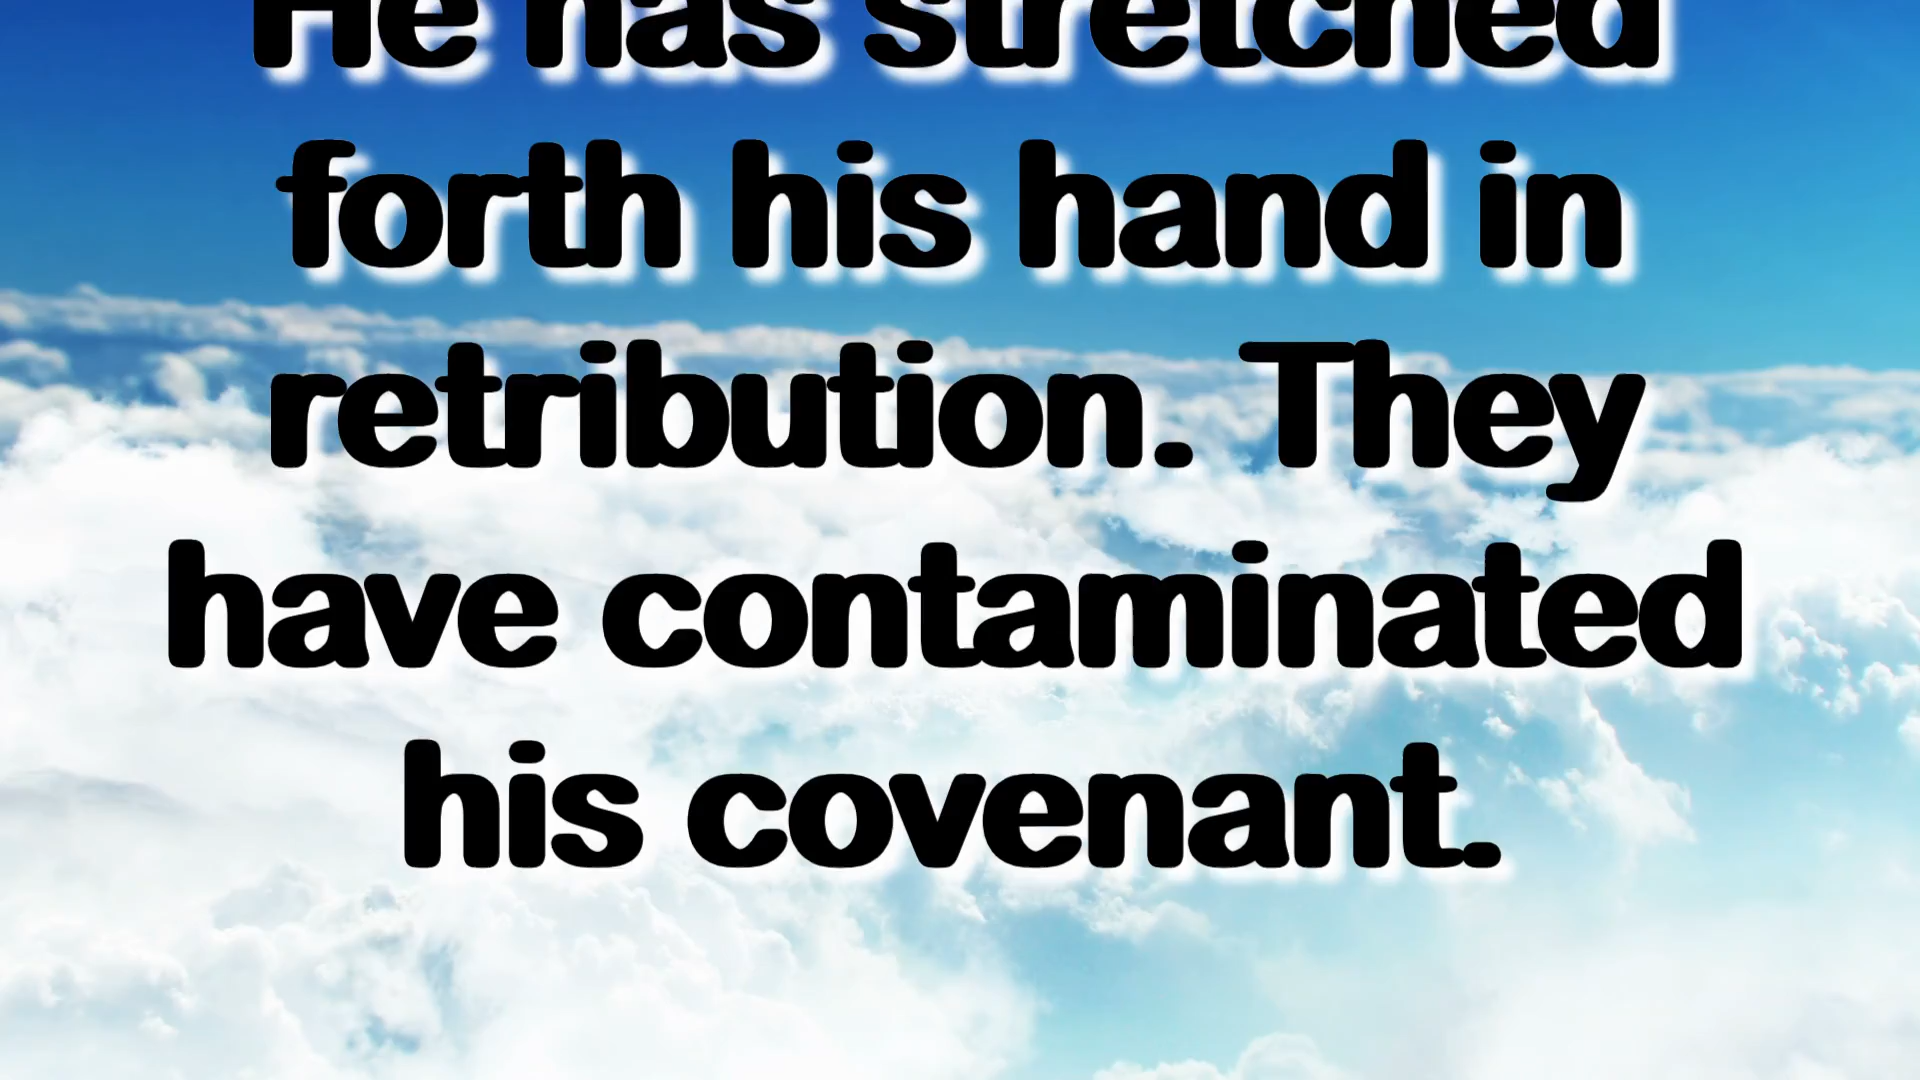 He has stretched
forth his hand in
retribution. They
have contaminated
his covenant.